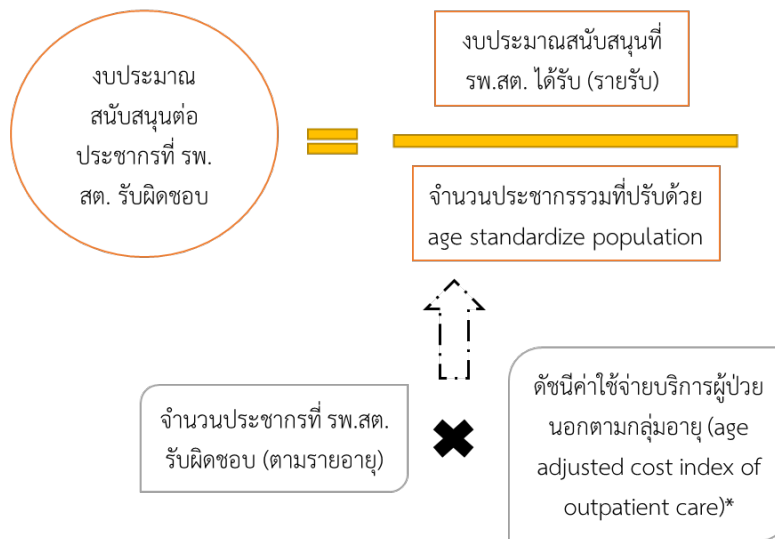 งบประมาณ
สนับสนุนต่อ
ประชากรที่ รพ.
สต. รับผิดชอบ
งบประมาณสนับสนุนที่
รพ.สต. ได้รับ (รายรับ)
จำนวนประชากรรวมที่ปรับด้วย
age standardize population
จำนวนประชากรที่ รพ.สต.
รับผิดชอบ (ตามรายอายุ)
ดัชนีค่าใช้จ่ายบริการผู้ป่วย
นอกตามกลุ่มอายุ (age
adjusted cost index of
outpatient care)*